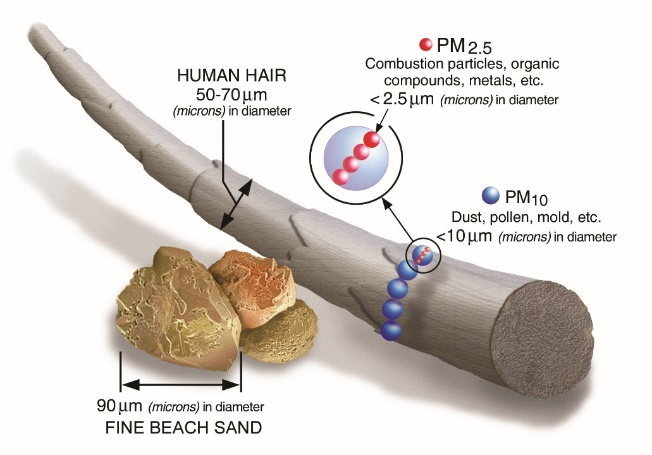 HUMAN HAIR
50-70μm
(microns) in diameter
PM2.5
Combustion particles, organic
compounds, metals, etc.
<2.5μm (microns) in diameter
PM10
Dust, pollen, mold, etc.
<10μm (microns) in diameter
90μm (microns) in diameter
FINE BEACH SAND